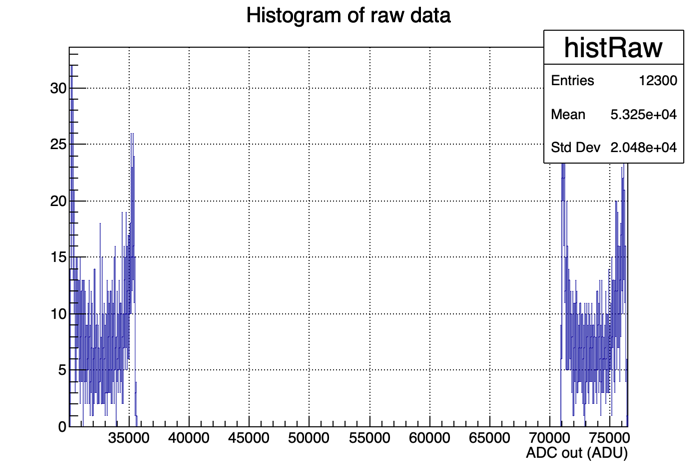 Histogram of raw data
histRaw
Entries 12300
Mean 5.325e+04
Std Dev 2.048e+04
30
25
20
15
10
5
0
35000 40000 45000 50000 55000 60000 65000 70000 75000
ADC out (ADU)